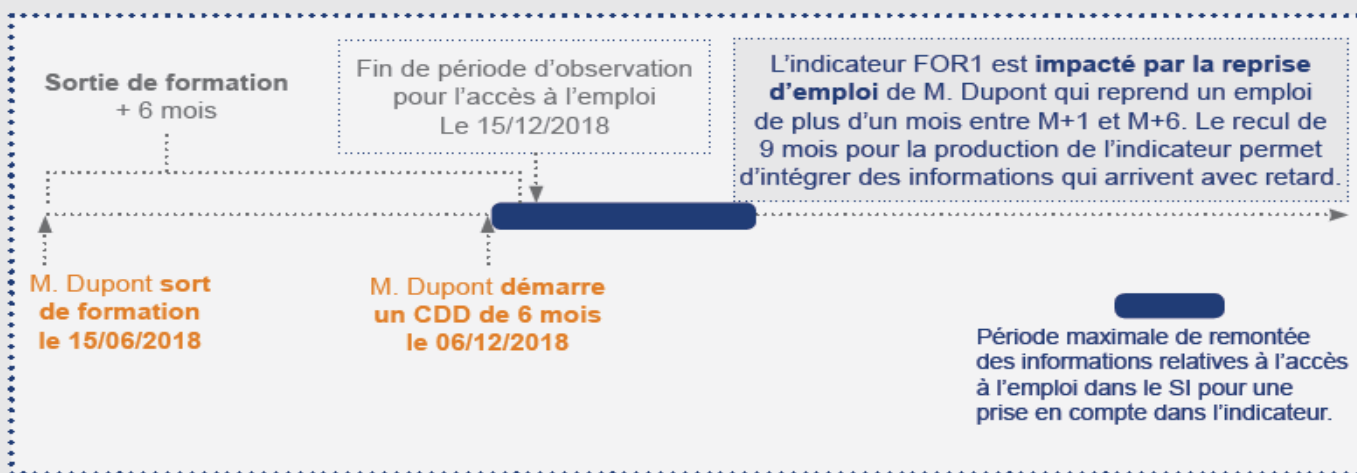 Sortie de formation
+ 6 mois
Fin de période d'observation
pour l'accès à l'emploi
Le 15/12/2018
L'indicateur FOR1 est impacté par la reprise
d'emploi de M. Dupont qui reprend un emploi
de plus d'un mois entre M+1 et M+6. Le recul de
9 mois pour la production de l'indicateur permet
d'intégrer des informations qui arrivent avec retard.
M. Dupont sort
de formation
le 15/06/2018
M. Dupont démarre
un CDD de 6 mois
le 06/12/2018
Période maximale de remontée
des informations relatives à l'accès
à l'emploi dans le SI pour une
prise en compte dans l'indicateur.